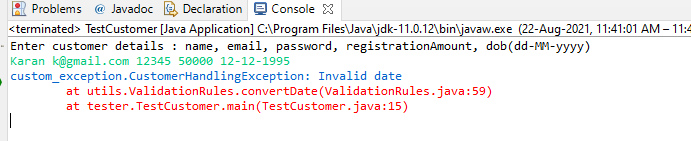 Problems @ Javadoc Declaration Console
<terminated> TestCustomer [Java Application] C:\Program Files\Java\jdk-11.0.12\bin\javaw.exe (22-Aug-2021, 11:41:01 AM – 11:4
Enter customer details : name, email, password, registrationAmount, dob(dd-MM-yyyy)
Karan k@gmail.com 12345 50000 12-12-1995
custom_exception.CustomerHandlingException: Invalid date
at utils.ValidationRules.convertDate(ValidationRules.java:59)
at tester.TestCustomer.main(TestCustomer.java:15)